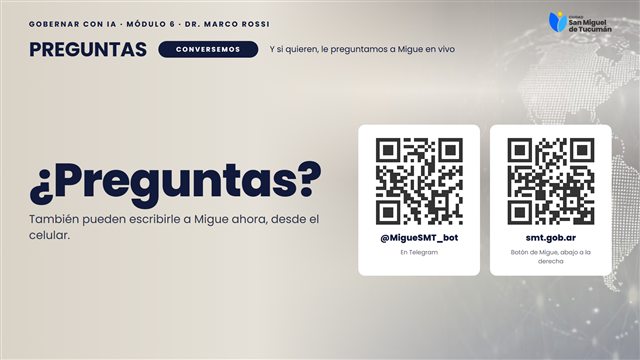 GOBERNAR CON IA · MÓDULO 6 · DR. MARCO ROSSI
PREGUNTAS
CONVERSEMOS
Y si quieren, le preguntamos a Migue en vivo
Ciudad
San Miguel
de Tucumán
¿Preguntas?
También pueden escribirle a Migue ahora, desde el
celular.
@MigueSMT_bot
En Telegram
smt.gob.ar
Botón de Migue, abajo a la
derecha